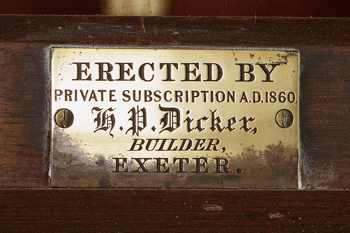 ERECTED BY
PRIVATE SUBSCRIPTION A.D.1860.
H.P.Dicker,
BUILDER,
EXETER.